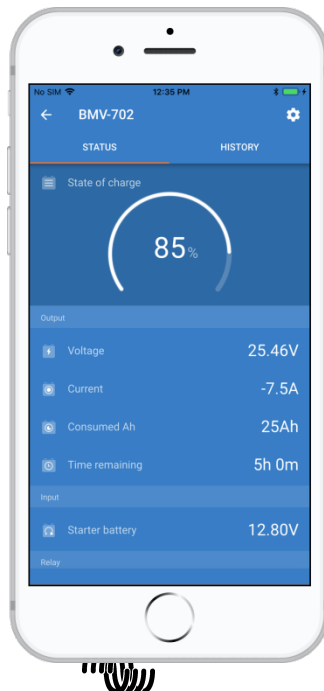 No SIM 12:35 PM
BMV-702
STATUS HISTORY
State of charge
85%
Output
Voltage 25.46V
Current -7.5A
Consumed Ah 25Ah
Time remaining 5h 0m
Input
Starter battery 12.80V
Relay